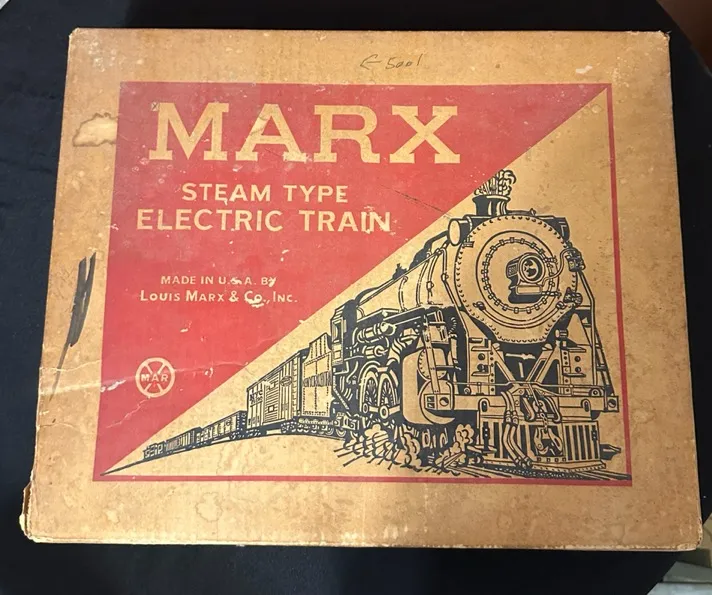 5001
MARX
STEAM TYPE
ELECTRIC TRAIN
MADE IN U.S.A. BY
LOUIS MARX & CO., INC.
MAR